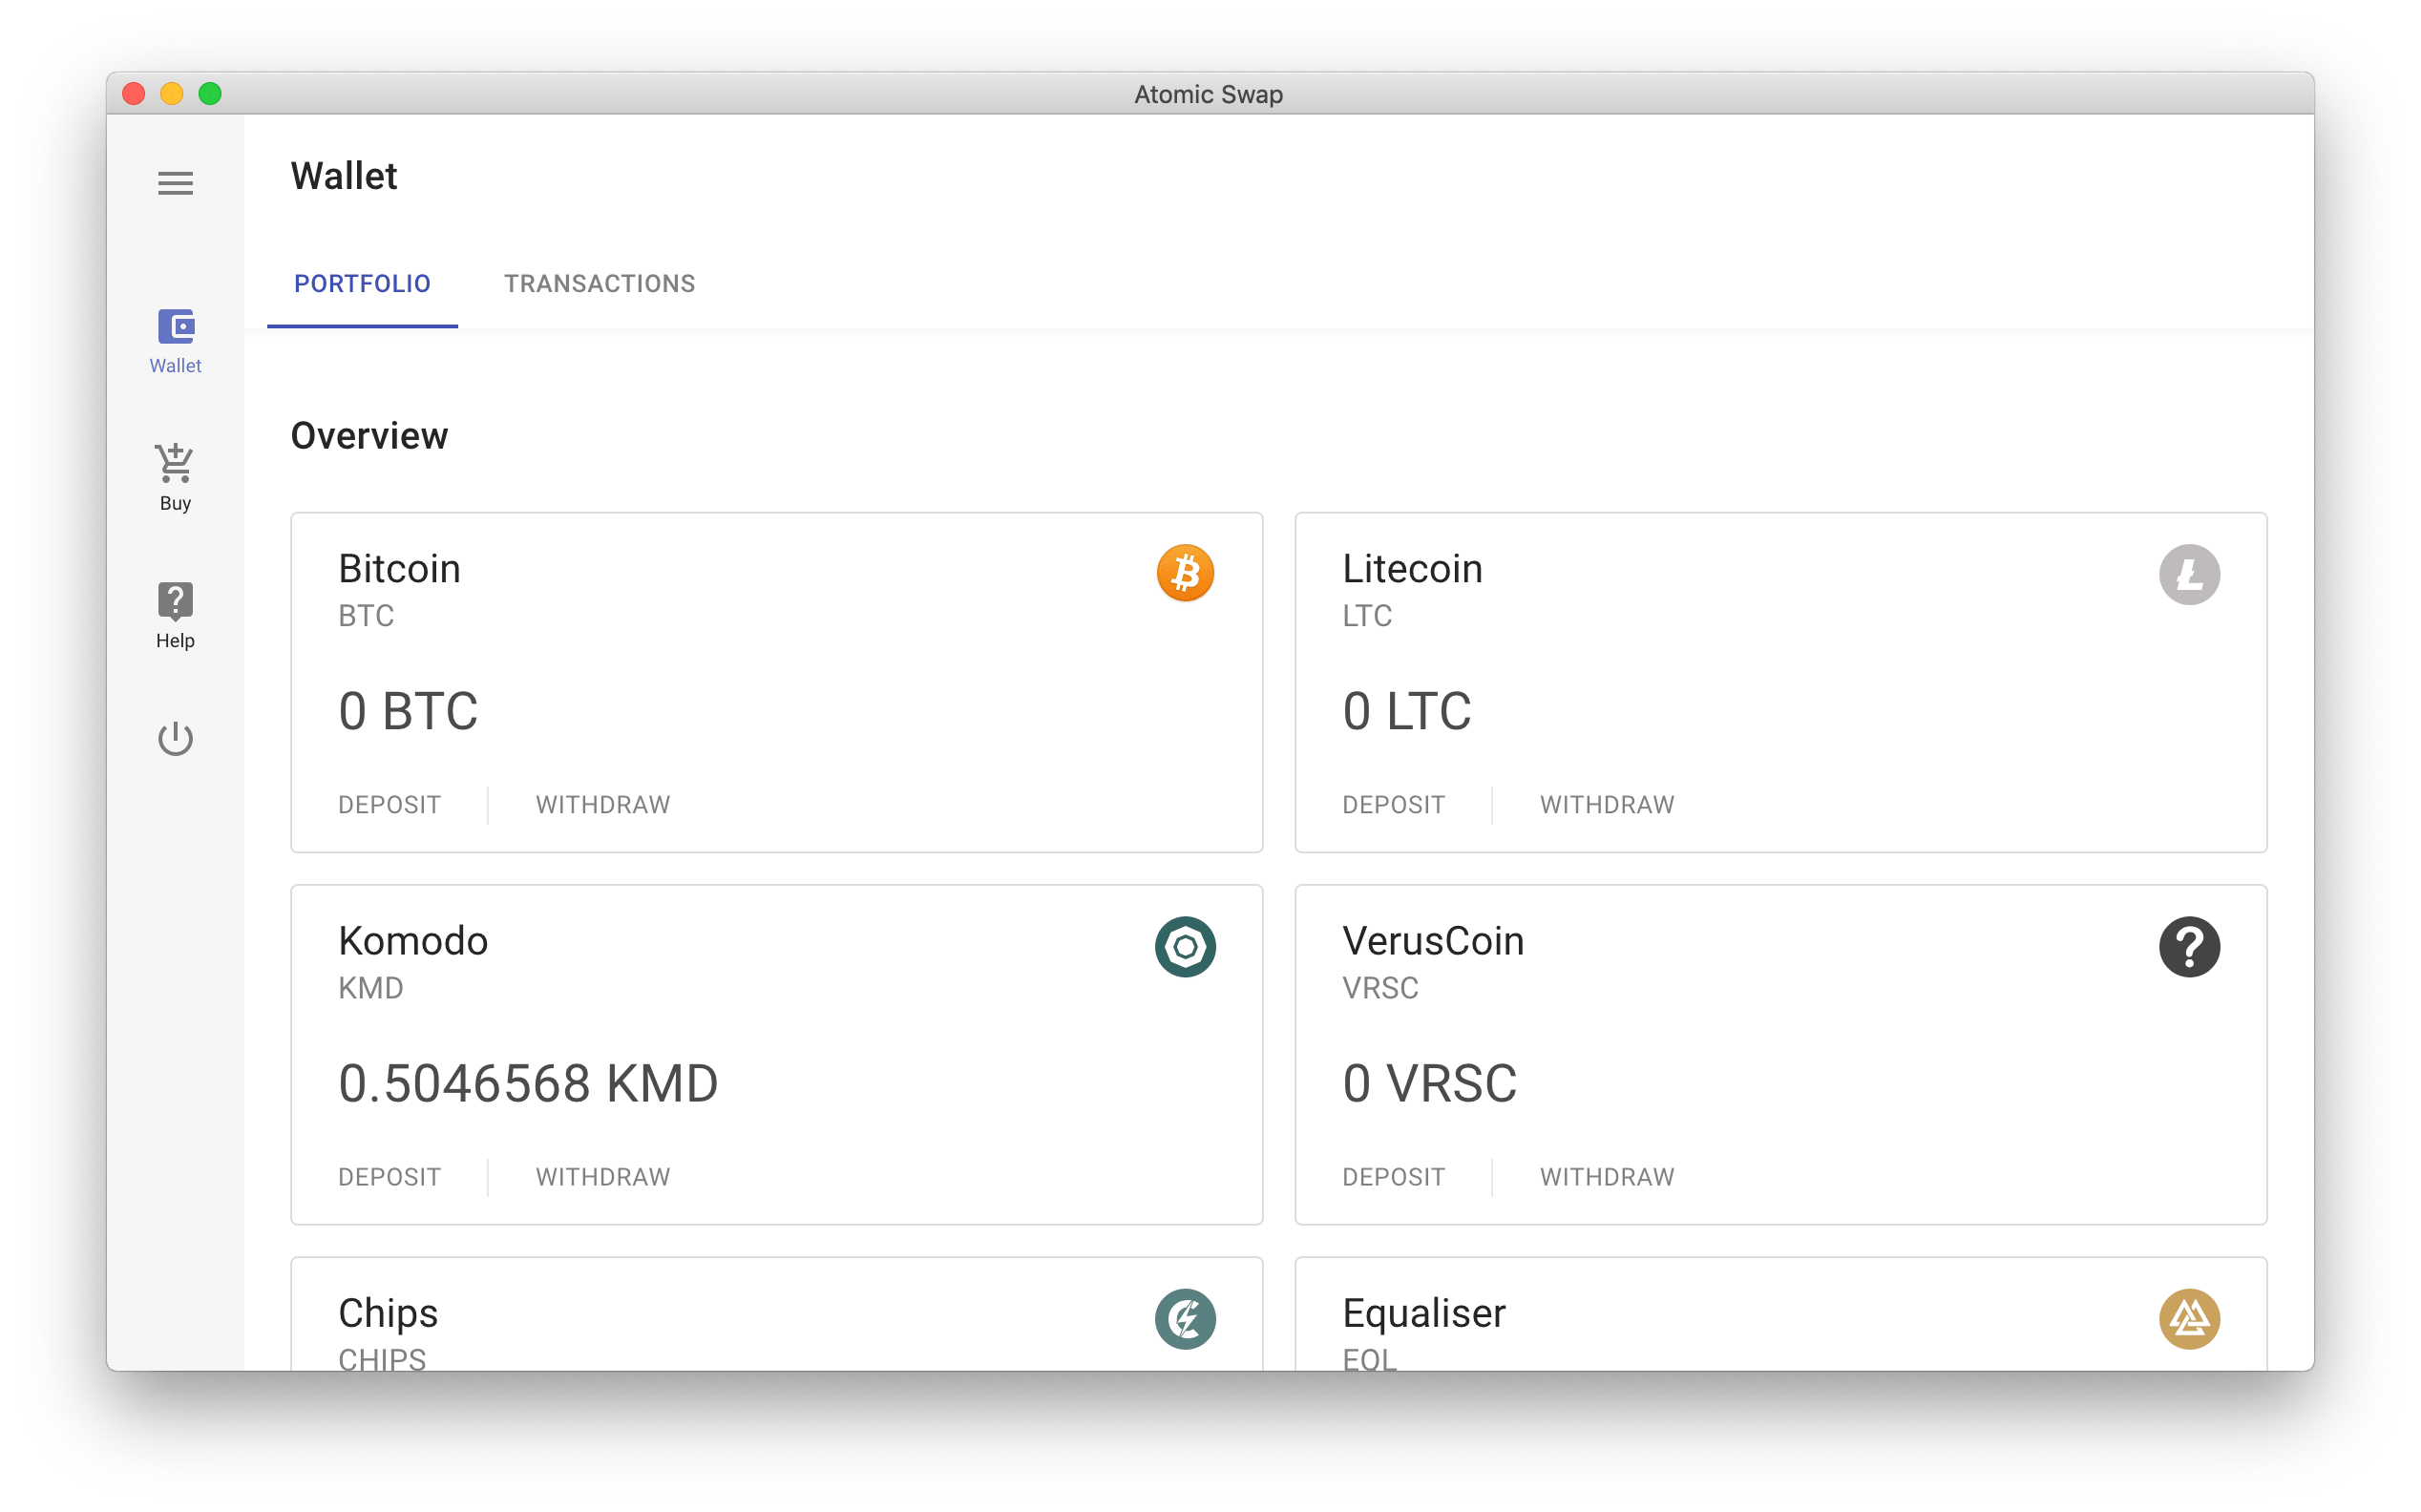 Atomic Swap
Wallet
PORTFOLIO TRANSACTIONS
Wallet
Buy
Help
Overview
Bitcoin
BTC
0 BTC
DEPOSIT WITHDRAW
Litecoin
LTC
0 LTC
DEPOSIT WITHDRAW
Komodo
KMD
0.5046568 KMD
DEPOSIT WITHDRAW
VerusCoin
VRSC
0 VRSC
DEPOSIT WITHDRAW
Chips
CHIPS
Equaliser
EQL